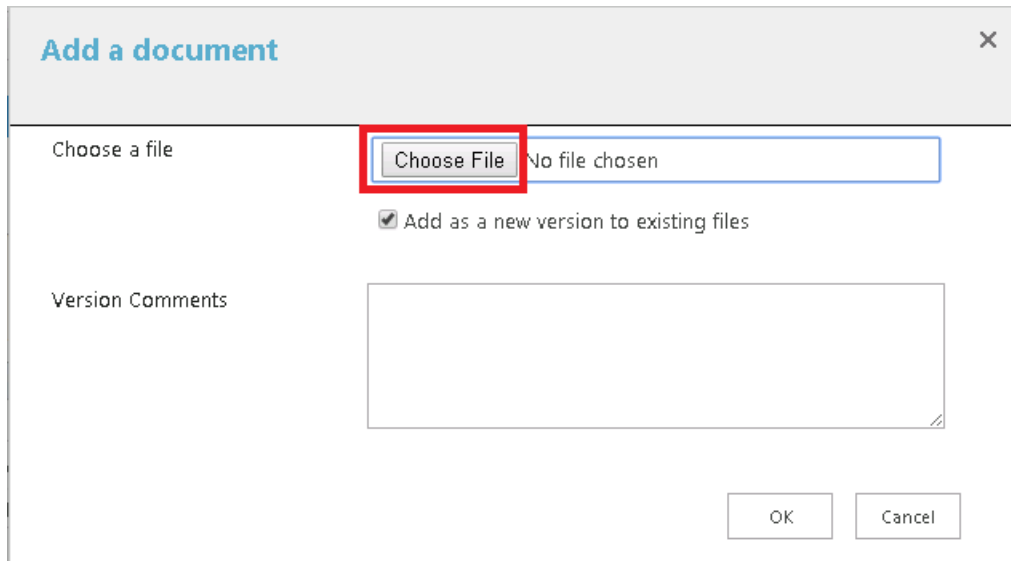 Add a document
Choose a file
Choose File No file chosen
Add as a new version to existing files
Version Comments
OK Cancel